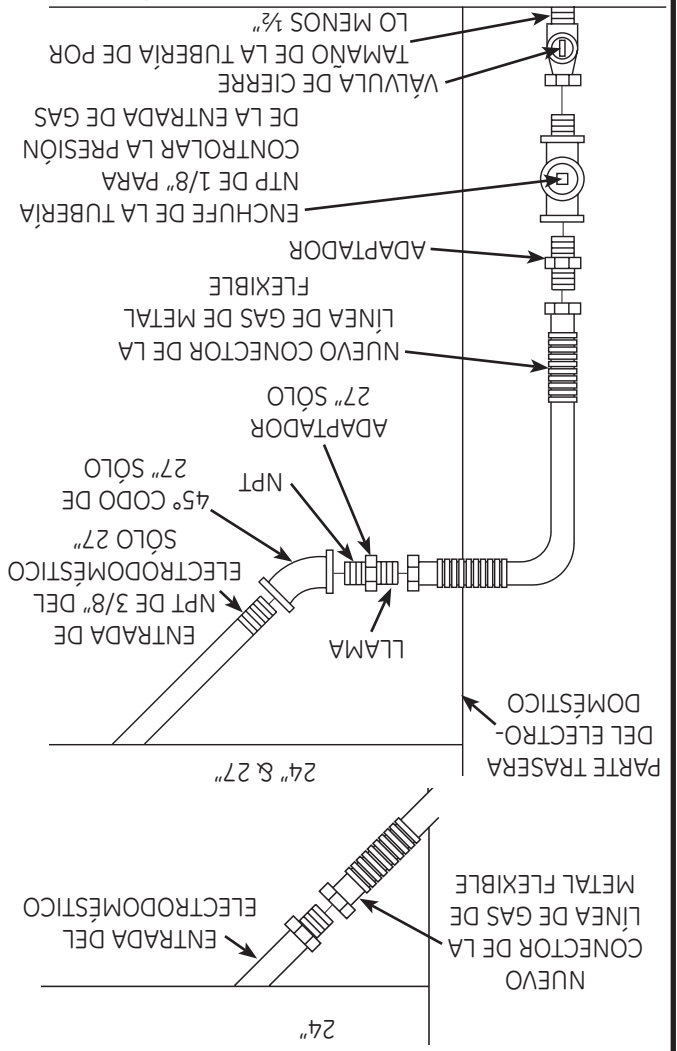 24"
NUEVO
CONECTOR DE LA
LÍNEA DE GAS DE
METAL FLEXIBLE
ENTRADA DEL
ELECTRODOMÉSTICO
24" & 27"
PARTE TRASERA
DEL ELECTRO-
DOMÉSTICO
LLAMA
ENTRADA DE
NPT DE 3/8" DEL
ELECTRODOMÉSTICO
SÓLO 27"
45° CODO DE
27" SÓLO
NPT
ADAPTADOR
27" SÓLO
NUEVO CONECTOR DE LA
LÍNEA DE GAS DE METAL
FLEXIBLE
ADAPTADOR
ENCHUFE DE LA TUBERÍA
NTP DE 1/8" PARA
CONTROLAR LA PRESIÓN
DE LA ENTRADA DE GAS
VÁLVULA DE CIERRE
TAMAÑO DE LA TUBERÍA DE POR
LO MENOS ½"